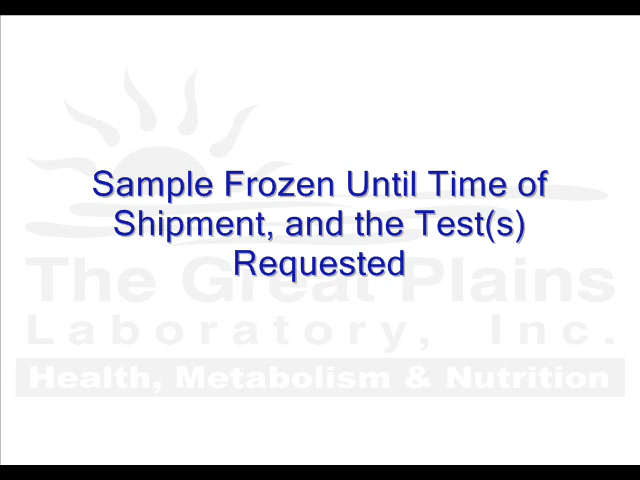 Sample Frozen Until Time of
Shipment, and the Test(s)
Requested
The Great Plains
Laboratory, Inc.
Health, Metabolism & Nutrition